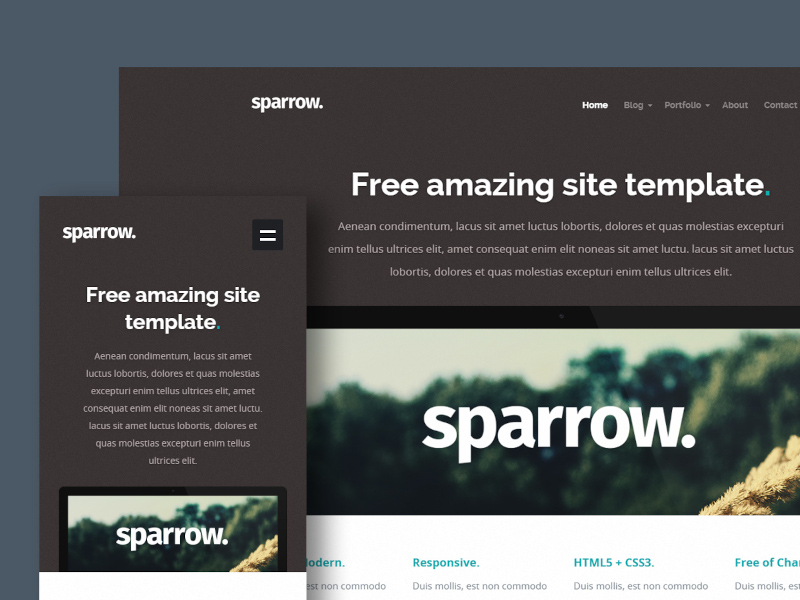 sparrow.
Home Blog Portfolio About Contact
Free amazing site template.
Aenean condimentum, lacus sit amet luctus lobortis, dolores et quas molestias excepturi
enim tellus ultrices elit, amet consequat enim elit noneas sit amet luctu. lacus sit amet luctus
lobortis, dolores et quas molestias excepturi enim tellus ultrices elit.
sparrow.
Responsive. HTML5 + CSS3. Free of
est non commodo Duis mollis, est non commodo Duis mollis, est non commodo Duis mollis, est non
sparrow.
Free amazing site
template.
Aenean condimentum, lacus sit amet
luctus lobortis, dolores et quas molestias
excepturi enim tellus ultrices elit, amet
consequat enim elit noneas sit amet luctu.
lacus sit amet luctus lobortis, dolores et
quas molestias excepturi enim tellus
ultrices elit.
sparrow.